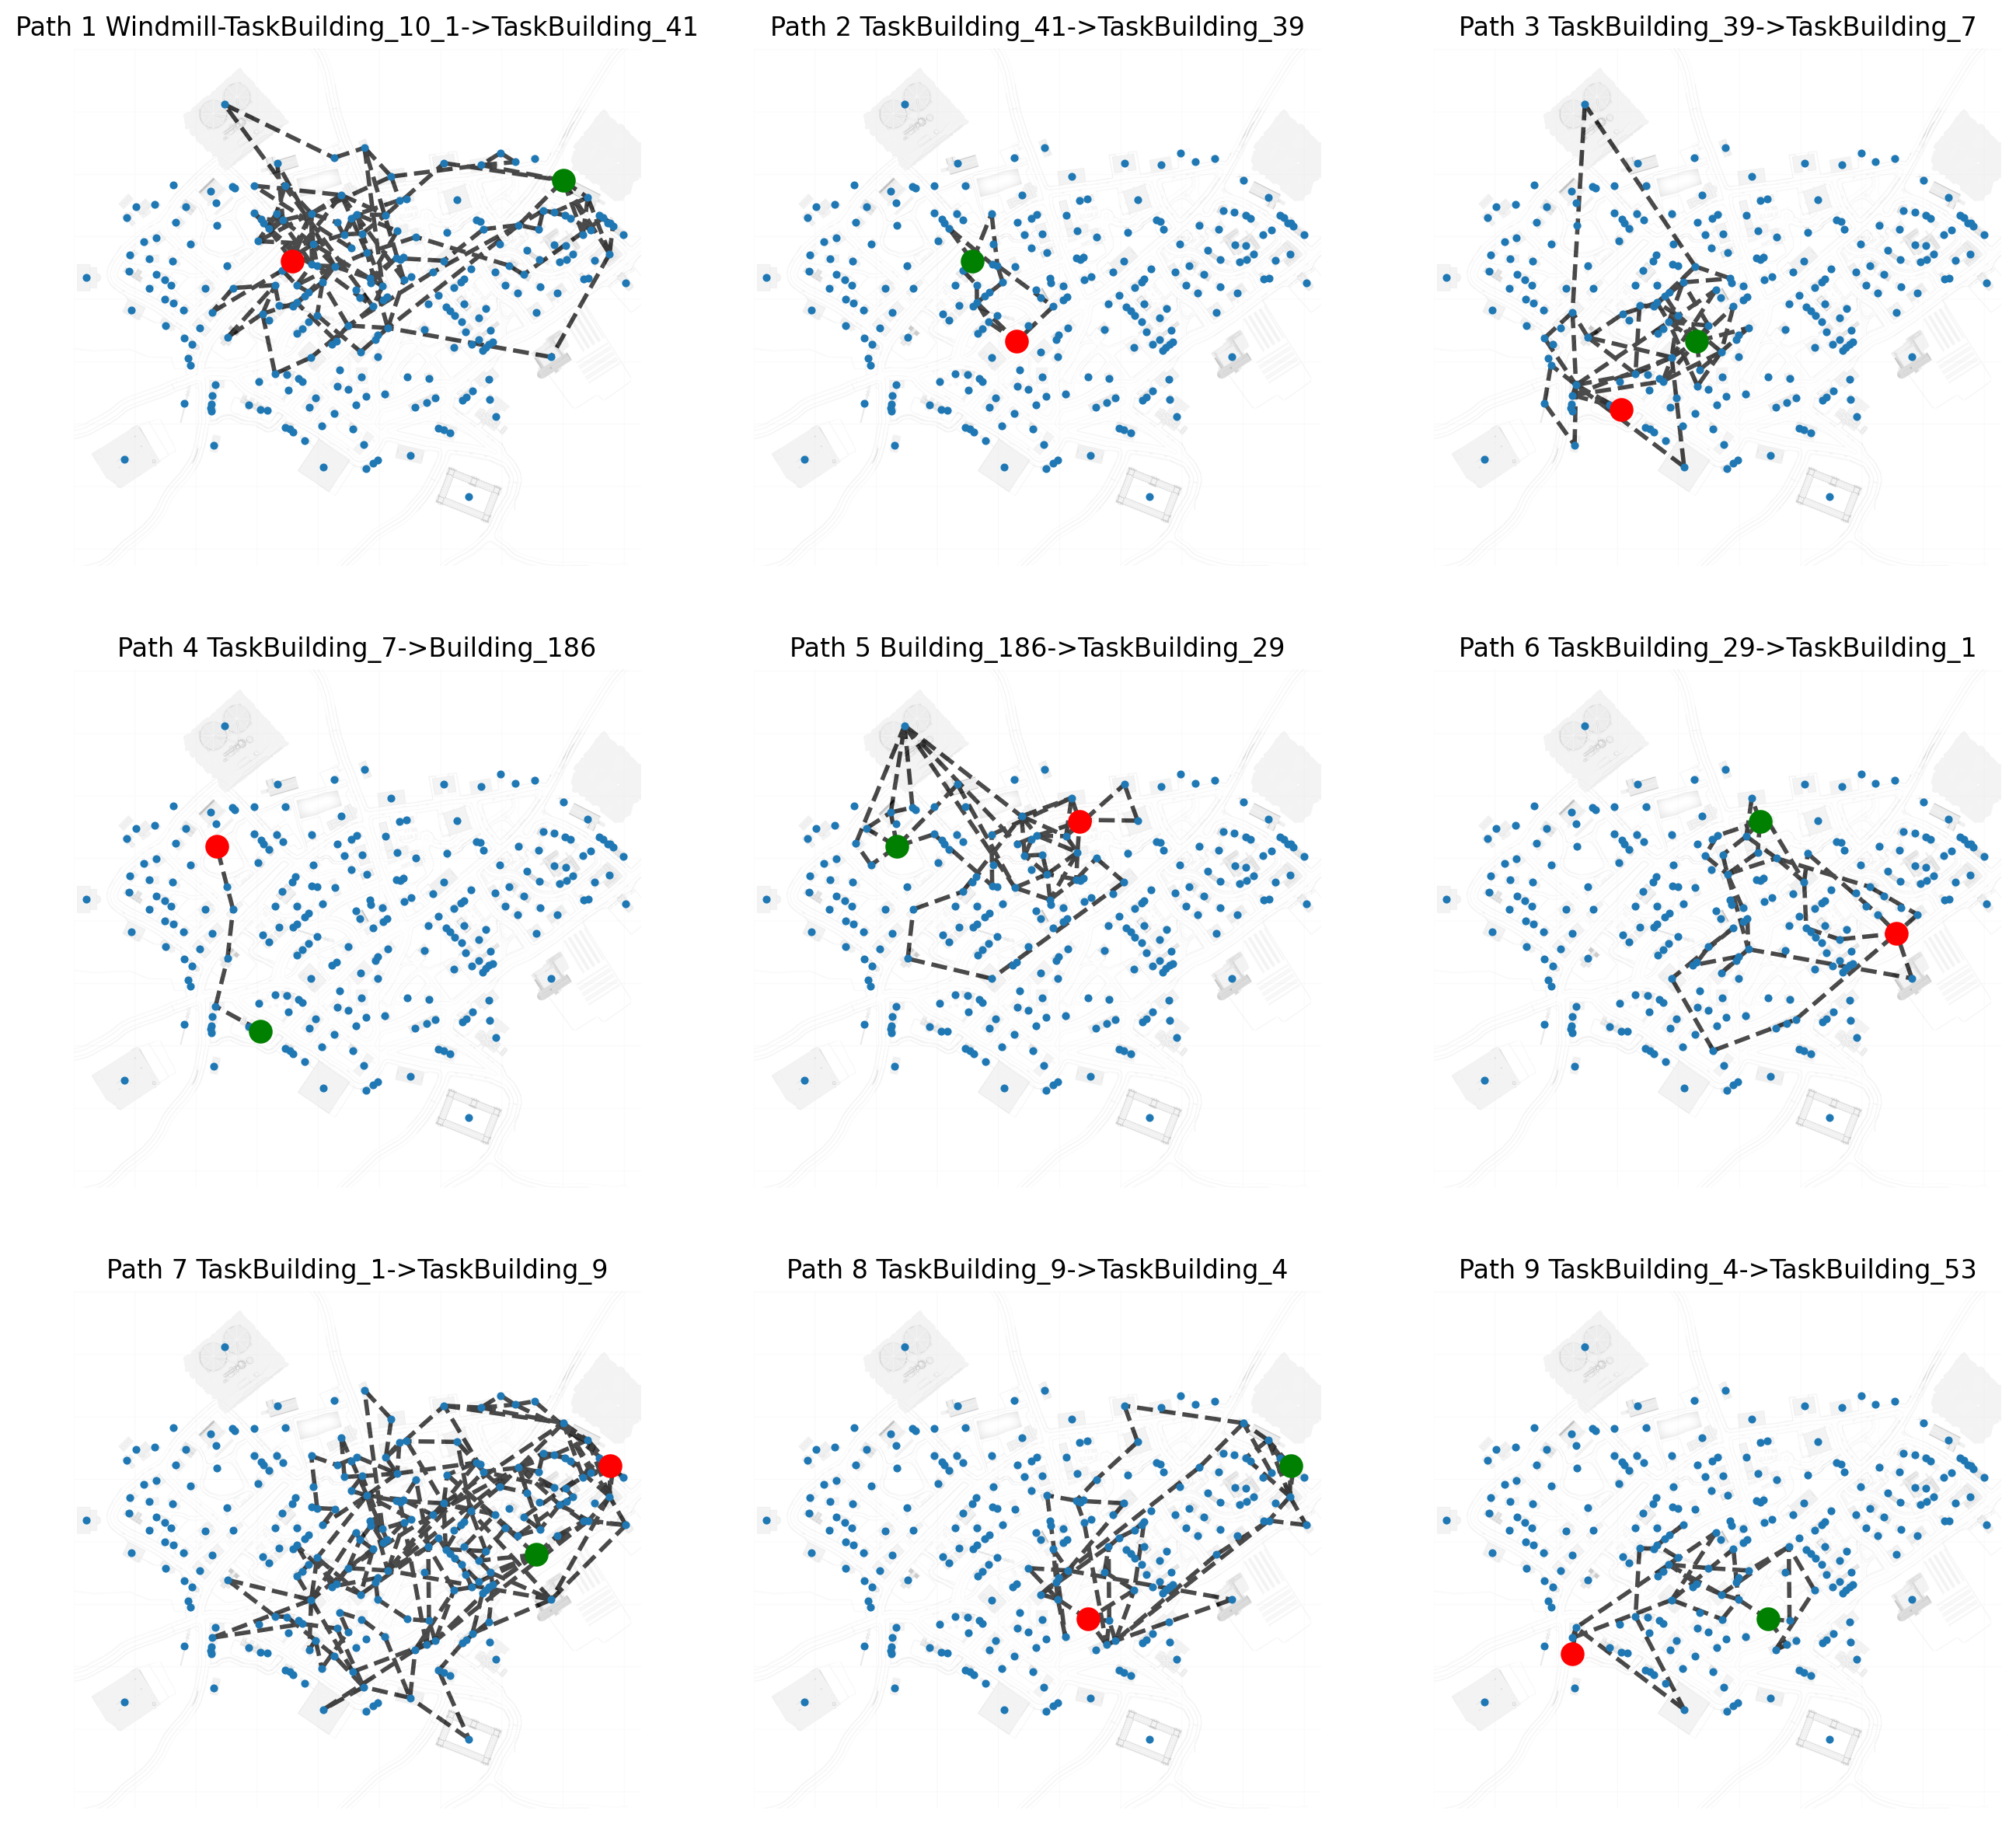 Path 1 Windmill-TaskBuilding_10_1->TaskBuilding_41
Path 2 TaskBuilding_41->TaskBuilding_39
Path 3 TaskBuilding_39->TaskBuilding_7
Path 4 TaskBuilding_7->Building_186
Path 5 Building_186->TaskBuilding_29
Path 6 TaskBuilding_29->TaskBuilding_1
Path 7 TaskBuilding_1->TaskBuilding_9
Path 8 TaskBuilding_9->TaskBuilding_4
Path 9 TaskBuilding_4->TaskBuilding_53